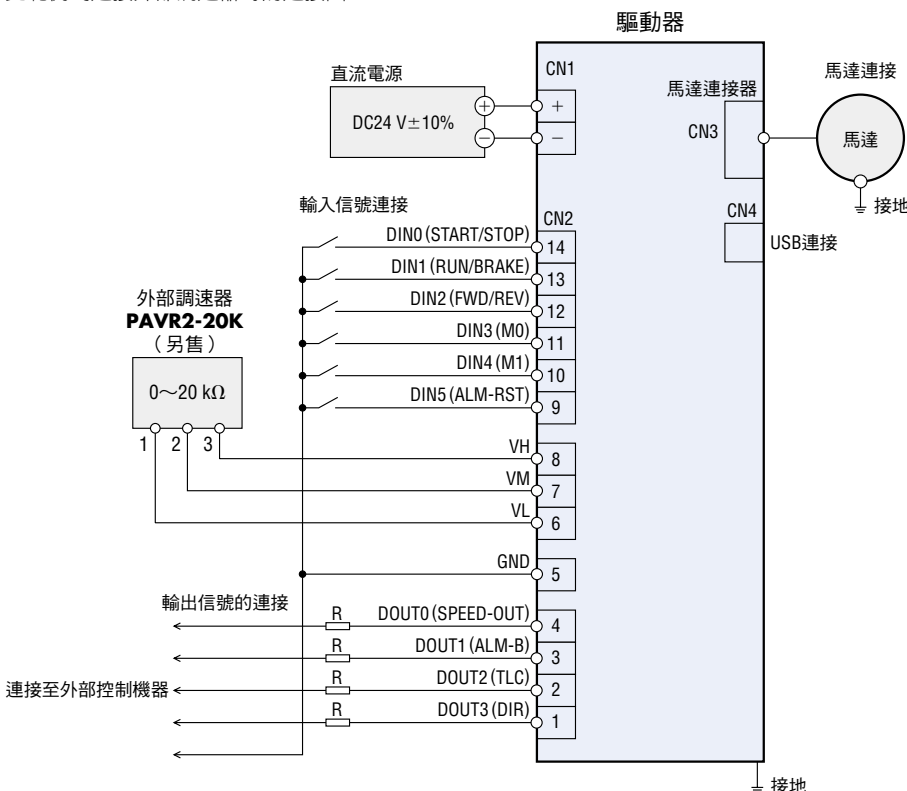 驅動器
直流電源
DC24 V±10%
CN1
+
−
馬達連接器
CN3
馬達連接
馬達
接地
CN4
USB連接
輸入信號連接
CN2
DIN0 (START/STOP) 14
DIN1 (RUN/BRAKE) 13
DIN2 (FWD/REV) 12
DIN3 (M0) 11
DIN4 (M1) 10
DIN5 (ALM-RST) 9
外部調速器
PAVR2-20K
（另售）
0～20 kΩ
1 2 3
VH 8
VM 7
VL 6
GND 5
輸出信號的連接
R DOUT0 (SPEED-OUT) 4
R DOUT1 (ALM-B) 3
R DOUT2 (TLC) 2
R DOUT3 (DIR) 1
連接至外部控制機器
接地